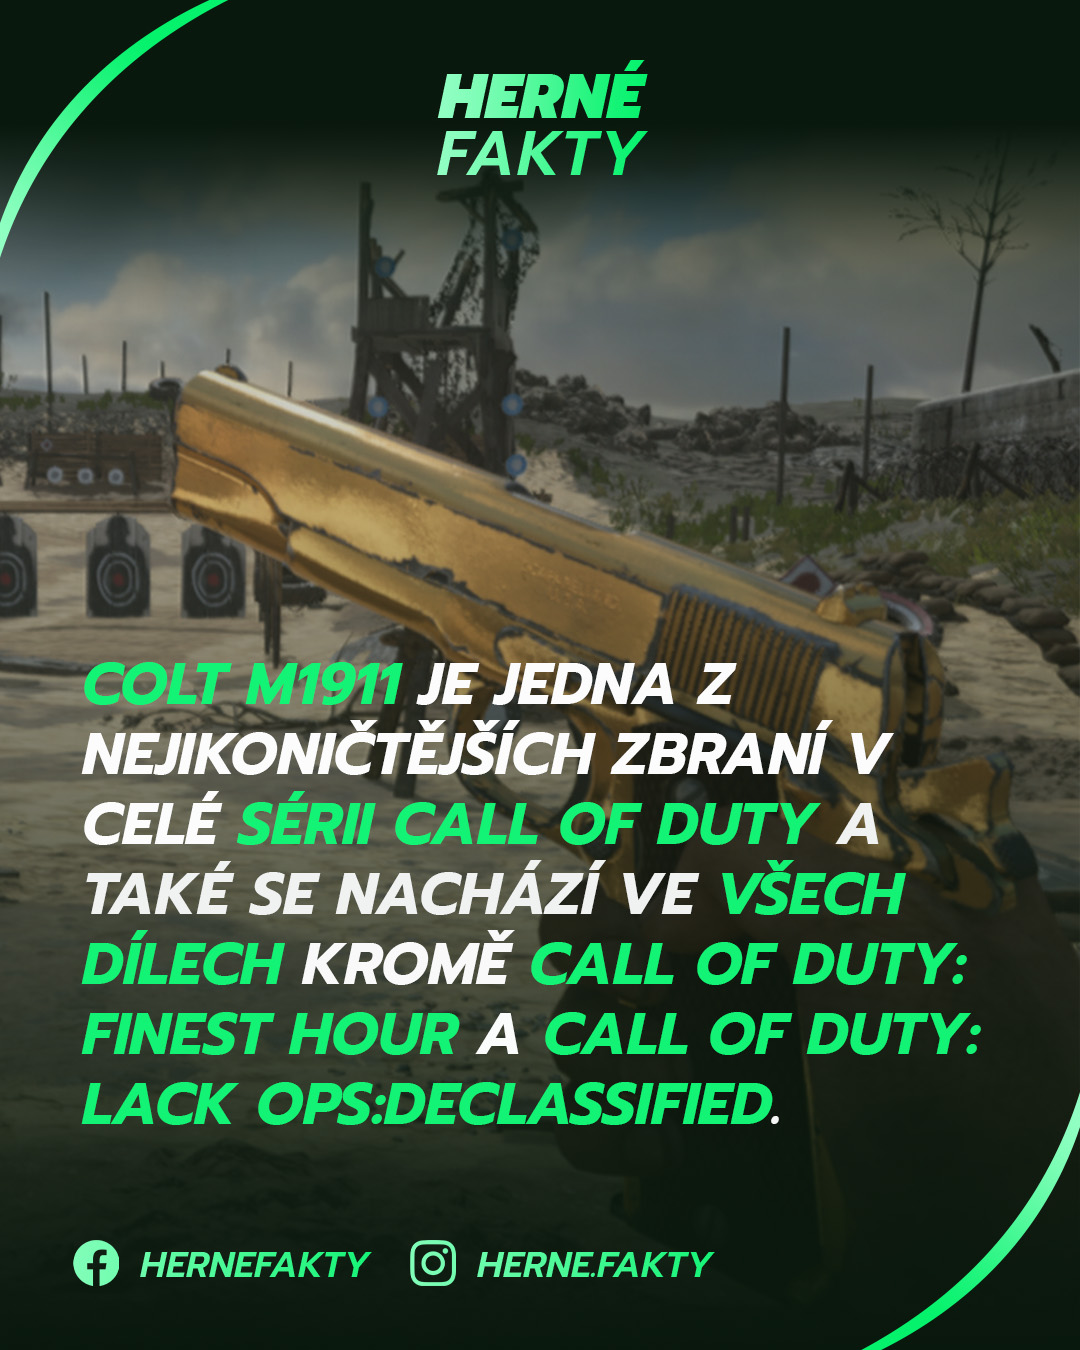 HERNÉ
FAKTY
COLT M1911 JE JEDNA Z
NEJIKONIČTĚJŠÍCH ZBRANÍ V
CELÉ SÉRII CALL OF DUTY A
TAKÉ SE NACHÁZÍ VE VŠECH
DÍLECH KROMĚ CALL OF DUTY:
FINEST HOUR A CALL OF DUTY:
LACK OPS:DECLASSIFIED.
HERNEFAKTY HERNE.FAKTY